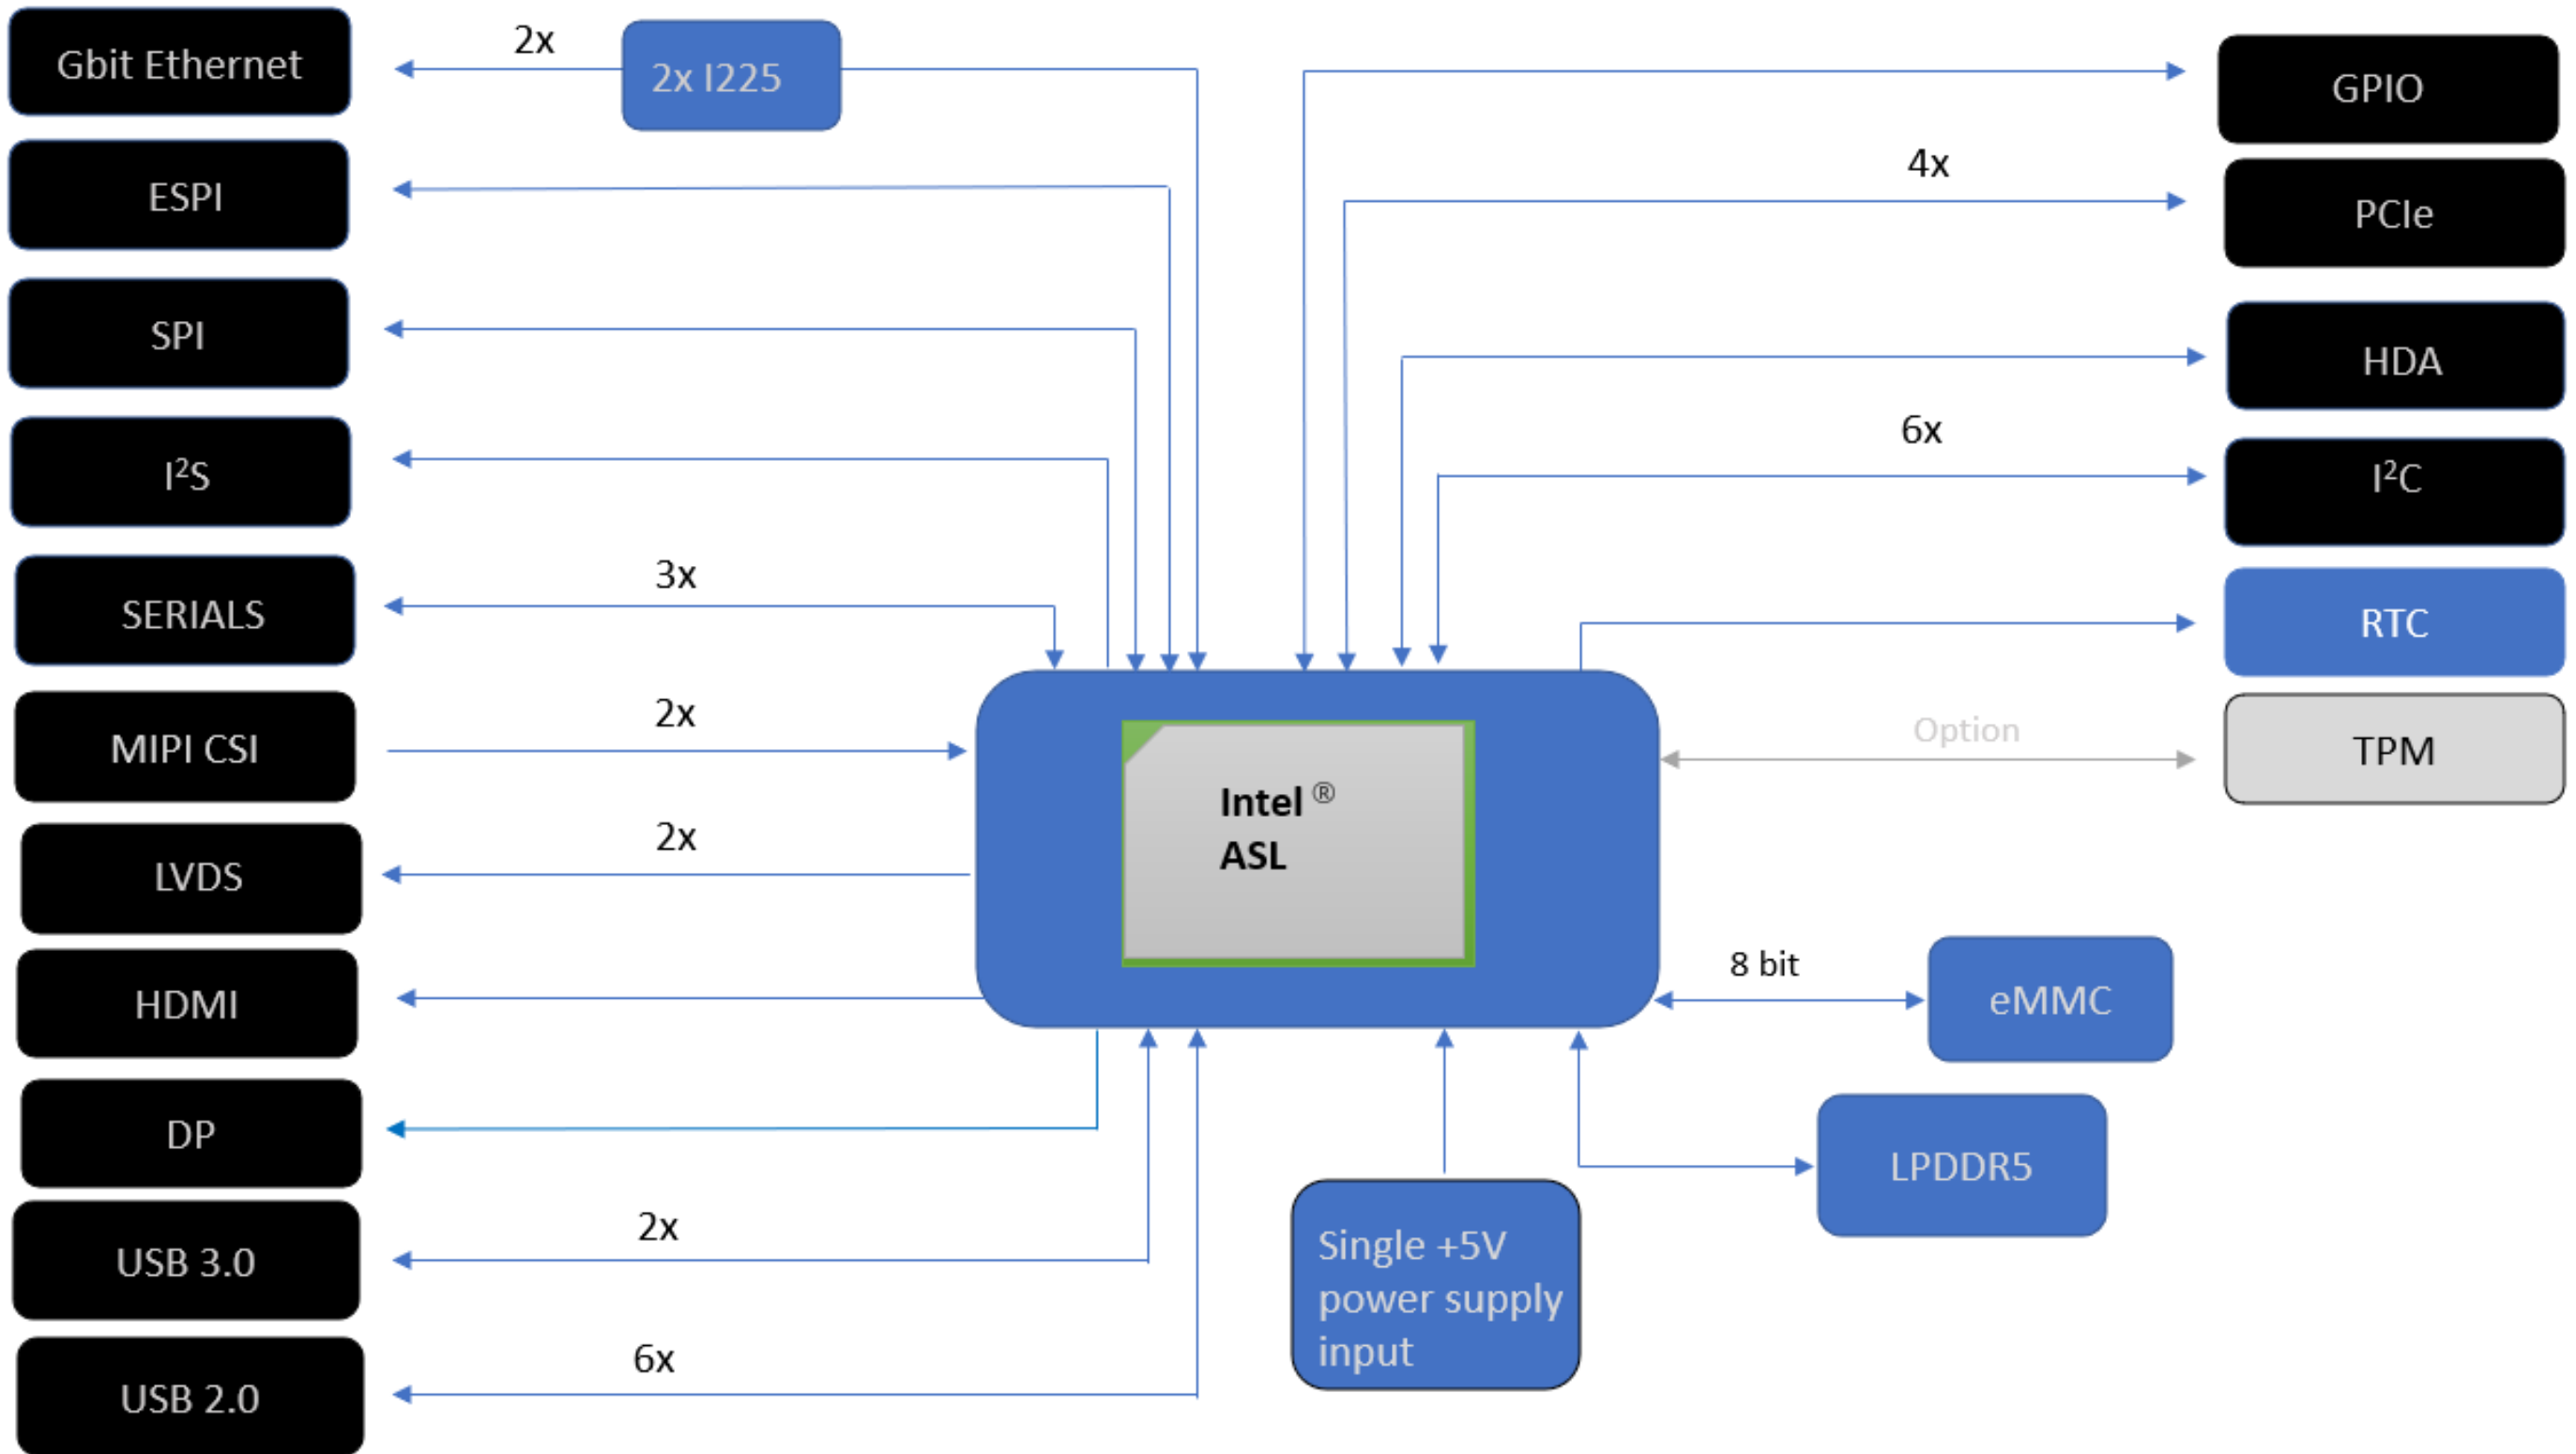 Gbit Ethernet
2x
2x I225
GPIO
ESPI
4x
PCIe
SPI
HDA
I²S
6x
I²C
SERIALS
3x
RTC
MIPI CSI
2x
Option
TPM
LVDS
2x
Intel ®
ASL
HDMI
8 bit
eMMC
DP
LPDDR5
USB 3.0
2x
Single +5V
power supply
input
USB 2.0
6x